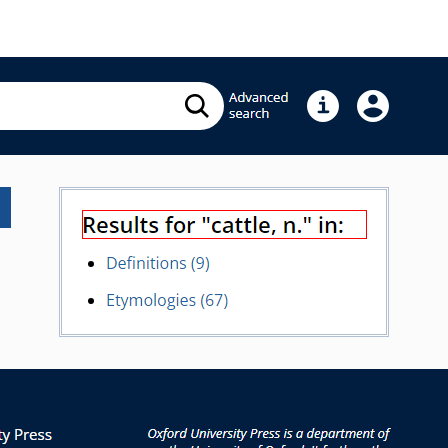 Advanced
search
Results for "cattle, n." in:
Definitions (9)
Etymologies (67)
Press
Oxford University Press is a department of